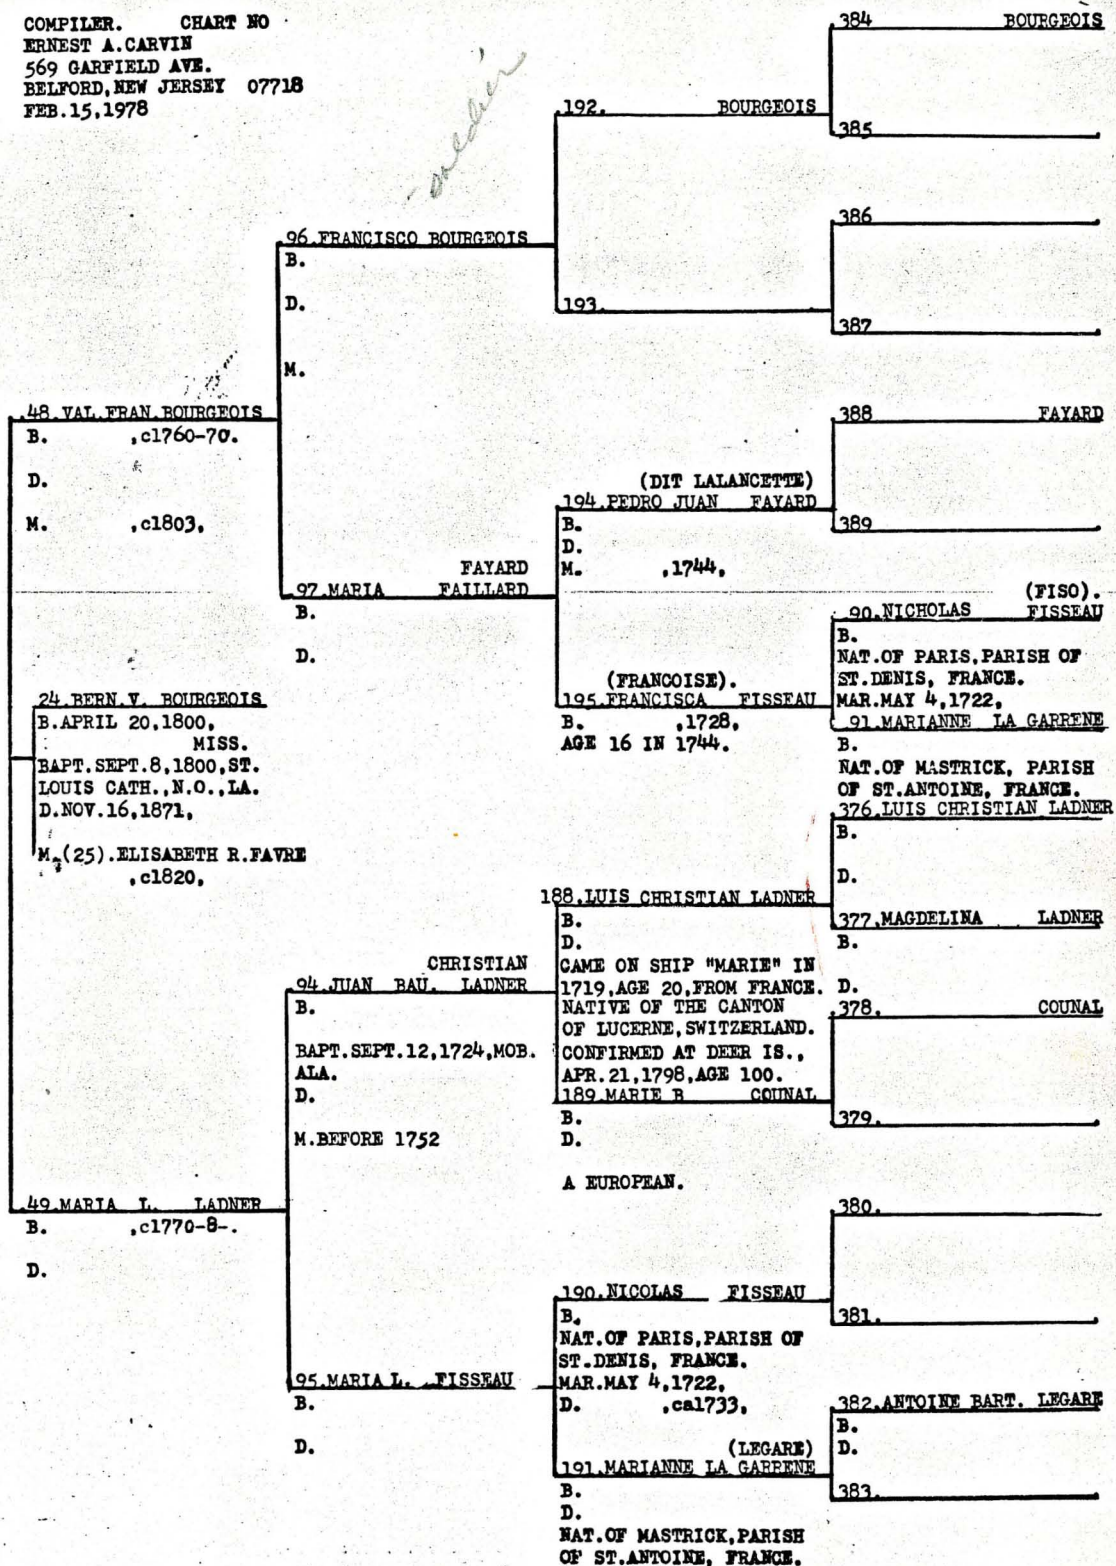 COMPILER. CHART NO
ERNEST A.CARVIN
569 GARFIELD AVE.
BELFORD,NEW JERSEY 07718
FEB.15,1978
384 BOURGEOIS
192. BOURGEOIS
385
96.FRANCISCO BOURGEOIS
B.
D.
M.
386
193.
387
48.VAL.FRAN.BOURGEOIS
B. ,c1760-70.
D.
M. ,c1803,
388 FAYARD
(DIT LALANCETTE)
194.PEDRO JUAN FAYARD
B.
D.
M. ,1744,
389
FAYARD
97.MARIA FAILLARD
B.
D.
(FISO).
90.NICHOLAS FISSEAU
B.
NAT.OF PARIS,PARISH OF
ST.DENIS, FRANCE.
MAR.MAY 4,1722,
(FRANCOISE).
195.FRANCISCA FISSEAU
B. ,1728,
AGE 16 IN 1744.
91.MARIANNE LA GARRENE
B.
NAT.OF MASTRICK, PARISH
OF ST.ANTOINE, FRANCE.
24.BERN.V. BOURGEOIS
B.APRIL 20,1800,
MISS.
BAPT.SEPT.8,1800,ST.
LOUIS CATH.,N.O.,LA.
D.NOV.16,1871,
M.(25).ELISABETH R.FAVRE
,c1820,
376.LUIS CHRISTIAN LADNER
B.
D.
188.LUIS CHRISTIAN LADNER
B.
D.
CAME ON SHIP "MARIE" IN
1719,AGE 20,FROM FRANCE.
NATIVE OF THE CANTON
OF LUCERNE,SWITZERLAND.
CONFIRMED AT DEER IS.,
APR.21,1798,AGE 100.
377.MAGDELINA LADNER
B.
D.
CHRISTIAN
94.JUAN BAU. LADNER
B.
BAPT.SEPT.12,1724,MOB.
ALA.
D.
M.BEFORE 1752
378. COUNAL
189.MARIE B COUNAL
B.
D.
A EUROPEAN.
379.
49.MARIA L. LADNER
B. ,c1770-8-.
D.
380.
190.NICOLAS FISSEAU
B.
NAT.OF PARIS,PARISH OF
ST.DENIS, FRANCE.
MAR.MAY 4,1722,
D. ,ca1733,
381.
95.MARIA L. FISSEAU
B.
D.
382.ANTOINE BART. LEGARE
B.
D.
(LEGARE)
191.MARIANNE LA GARRENE
B.
D.
NAT.OF MASTRICK,PARISH
OF ST.ANTOINE, FRANCE.
383.